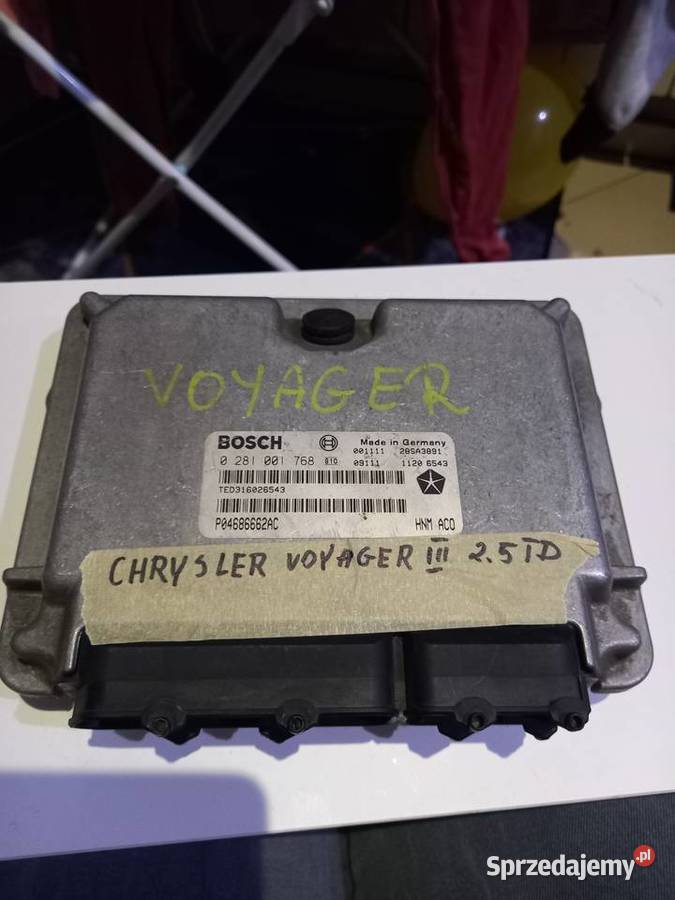 VOYAGER
BOSCH Made in Germany
0 281 001 768 001111 28SA3891
09111 1120 6543
TED316026543
P04686662AC HNM AC0
CHRYSLER VOYAGER III 2.5TD
Sprzedajemy.pl